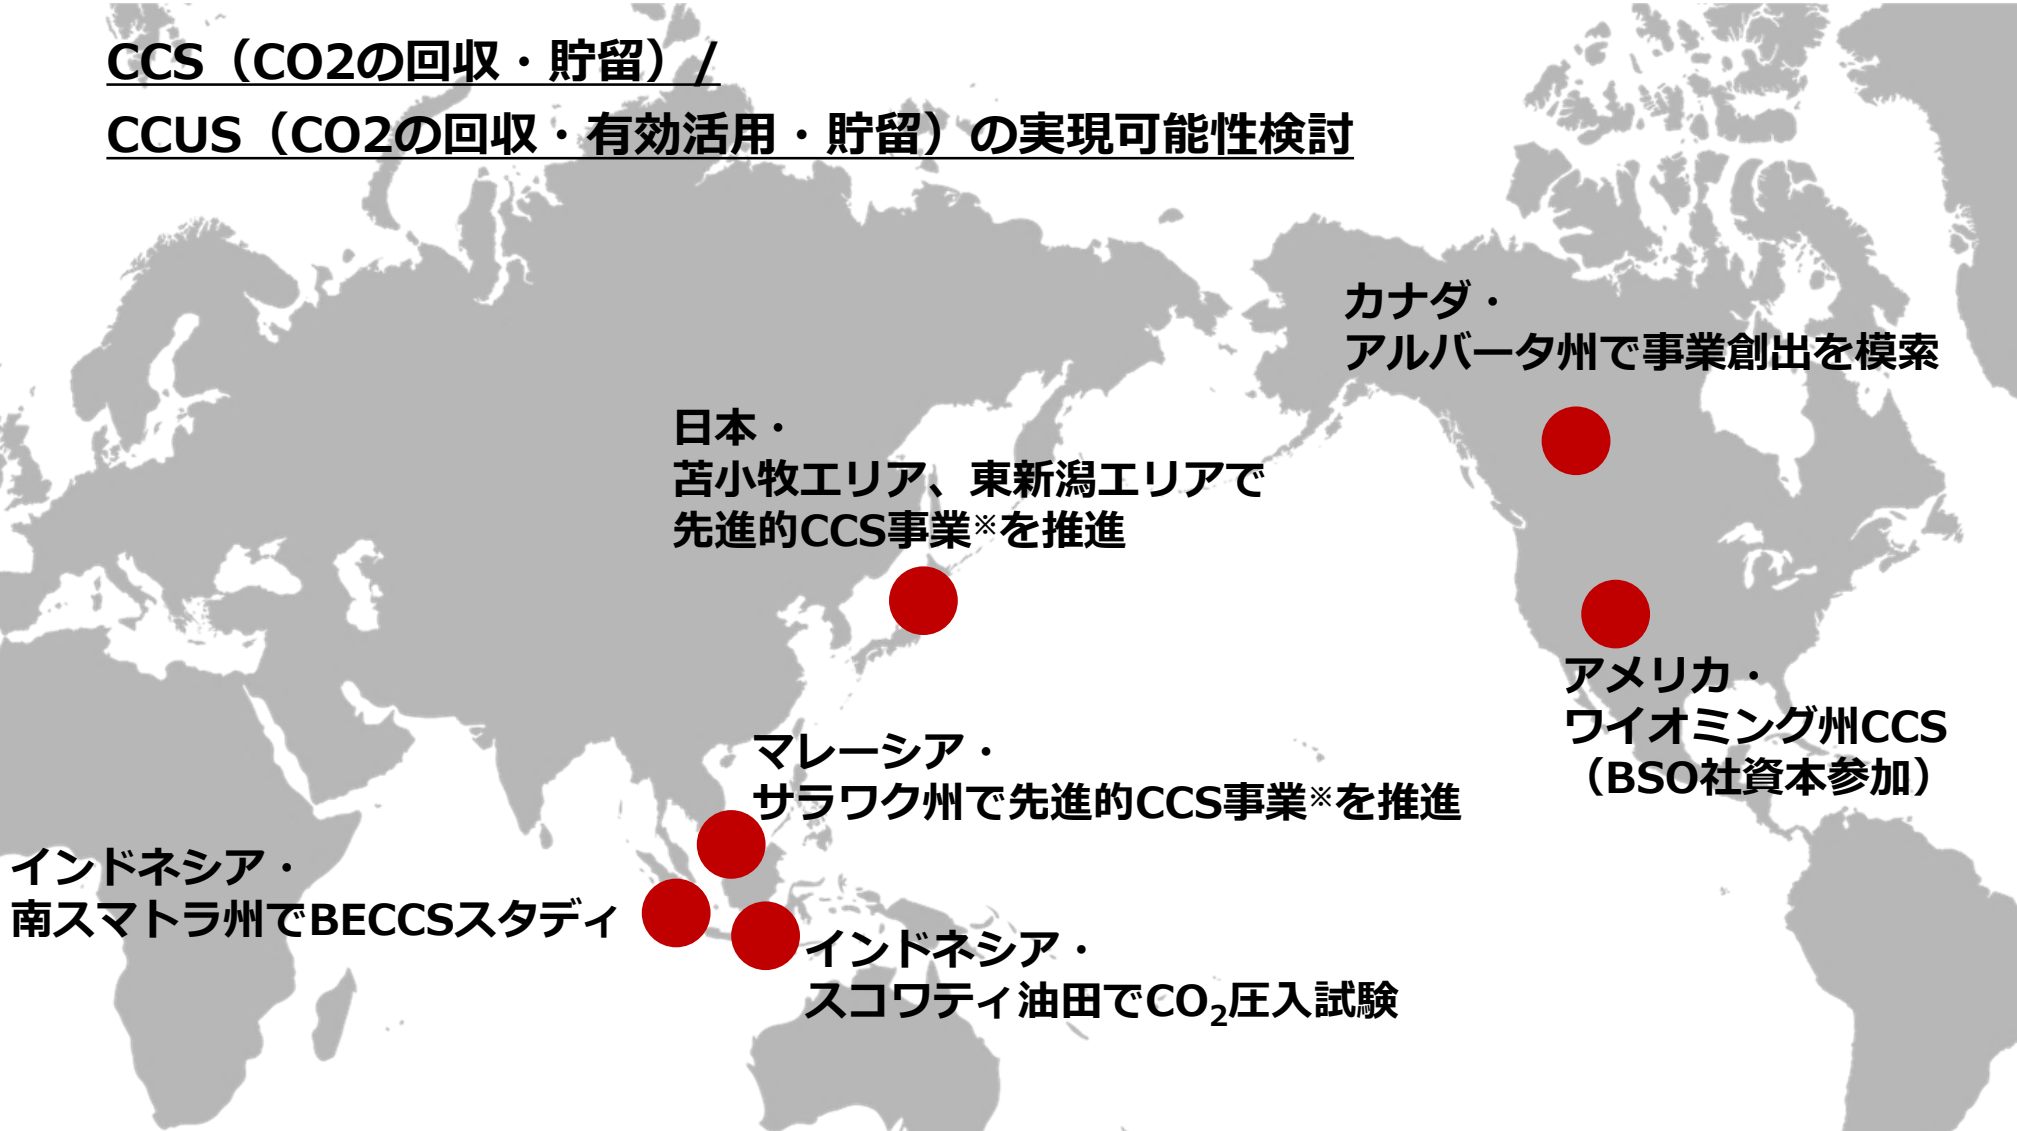 CCS（CO2の回収・貯留）/
CCUS（CO2の回収・有効活用・貯留）の実現可能性検討
カナダ・
アルバータ州で事業創出を模索
日本・
苫小牧エリア、東新潟エリアで
先進的CCS事業※を推進
アメリカ・
ワイオミング州CCS
（BSO社資本参加）
マレーシア・
サラワク州で先進的CCS事業※を推進
インドネシア・
南スマトラ州でBECCSスタディ
インドネシア・
スコワティ油田でCO₂圧入試験